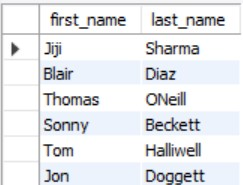 first_name last_name
Jiji Sharma
Blair Diaz
Thomas ONeill
Sonny Beckett
Tom Halliwell
Jon Doggett